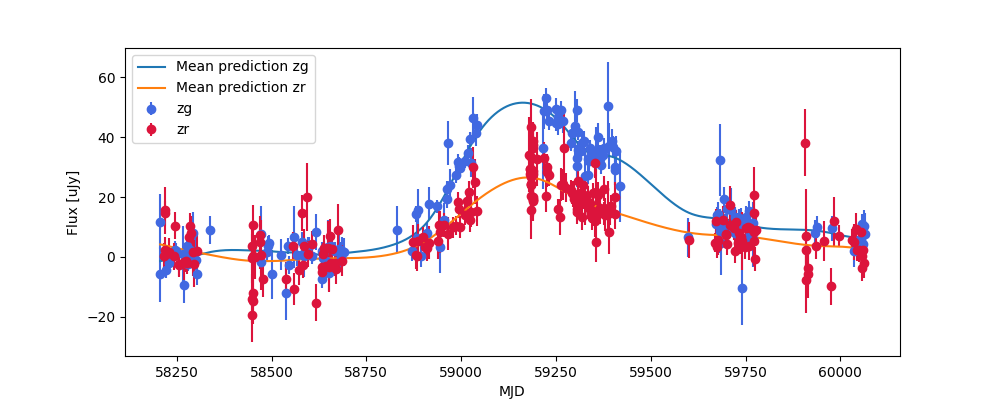 Mean prediction zg
Mean prediction zr
zg
zr
60
40
20
0
−20
Flux [uJy]
58250 58500 58750 59000 59250 59500 59750 60000
MJD